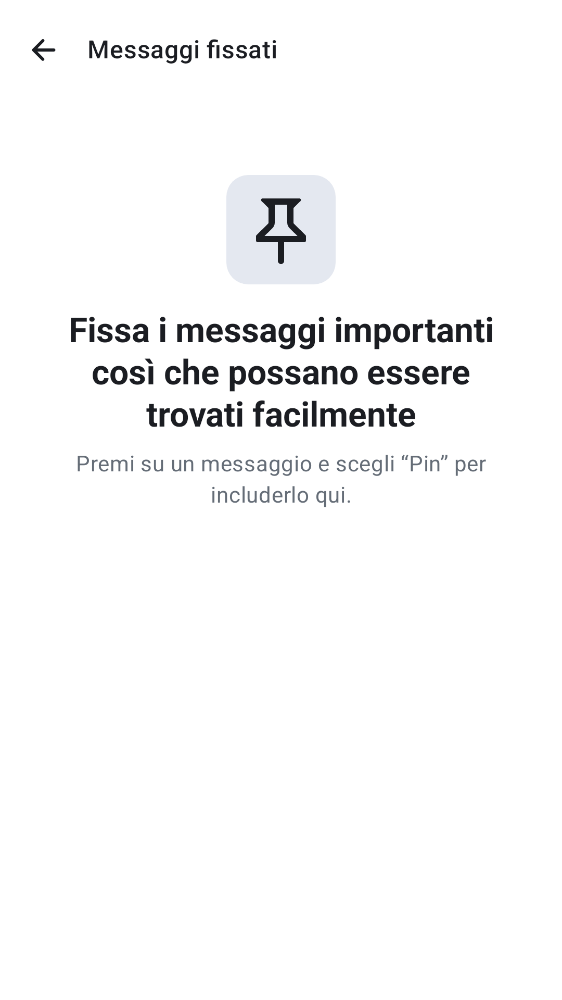 Messaggi fissati
Fissa i messaggi importanti
così che possano essere
trovati facilmente
Premi su un messaggio e scegli “Pin” per
includerlo qui.